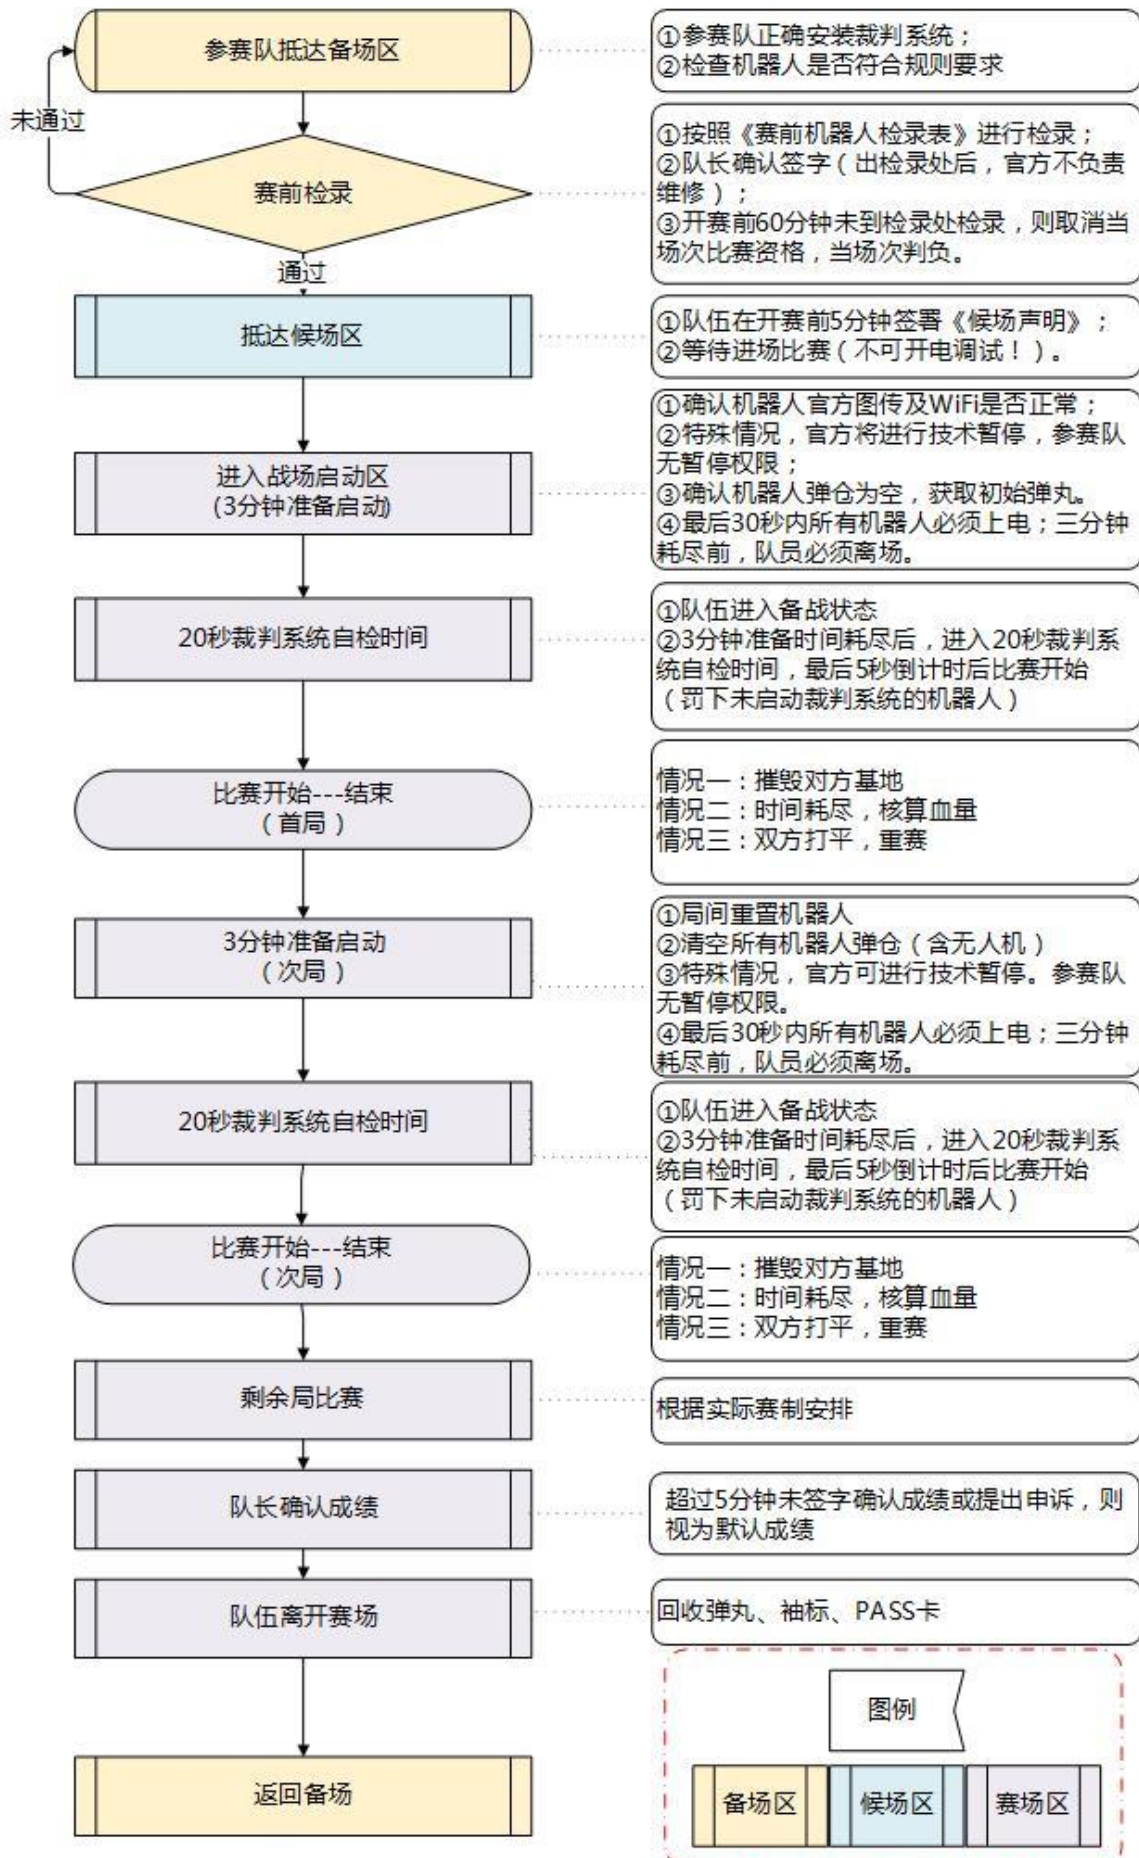 参赛队抵达备场区
①参赛队正确安装裁判系统；
②检查机器人是否符合规则要求
未通过
赛前检录
①按照《赛前机器人检录表》进行检录；
②队长确认签字（出检录处后，官方不负责
维修）；
③开赛前60分钟未到检录处检录，则取消当
场次比赛资格，当场次判负。
通过
抵达候场区
①队伍在开赛前5分钟签署《候场声明》；
②等待进场比赛（不可开电调试！）。
进入战场启动区
(3分钟准备启动)
①确认机器人官方图传及WiFi是否正常；
②特殊情况，官方将进行技术暂停，参赛队
无暂停权限；
③确认机器人弹仓为空，获取初始弹丸。
④最后30秒内所有机器人必须上电；三分钟
耗尽前，队员必须离场。
20秒裁判系统自检时间
①队伍进入备战状态
②3分钟准备时间耗尽后，进入20秒裁判系
统自检时间，最后5秒倒计时后比赛开始
（罚下未启动裁判系统的机器人）
比赛开始---结束
（首局）
情况一：摧毁对方基地
情况二：时间耗尽，核算血量
情况三：双方打平，重赛
3分钟准备启动
（次局）
①局间重置机器人
②清空所有机器人弹仓（含无人机）
③特殊情况，官方可进行技术暂停。参赛队
无暂停权限。
④最后30秒内所有机器人必须上电；三分钟
耗尽前，队员必须离场。
20秒裁判系统自检时间
①队伍进入备战状态
②3分钟准备时间耗尽后，进入20秒裁判系
统自检时间，最后5秒倒计时后比赛开始
（罚下未启动裁判系统的机器人）
比赛开始---结束
（次局）
情况一：摧毁对方基地
情况二：时间耗尽，核算血量
情况三：双方打平，重赛
剩余局比赛
根据实际赛制安排
队长确认成绩
超过5分钟未签字确认成绩或提出申诉，则
视为默认成绩
队伍离开赛场
回收弹丸、袖标、PASS卡
返回备场
图例
备场区
候场区
赛场区